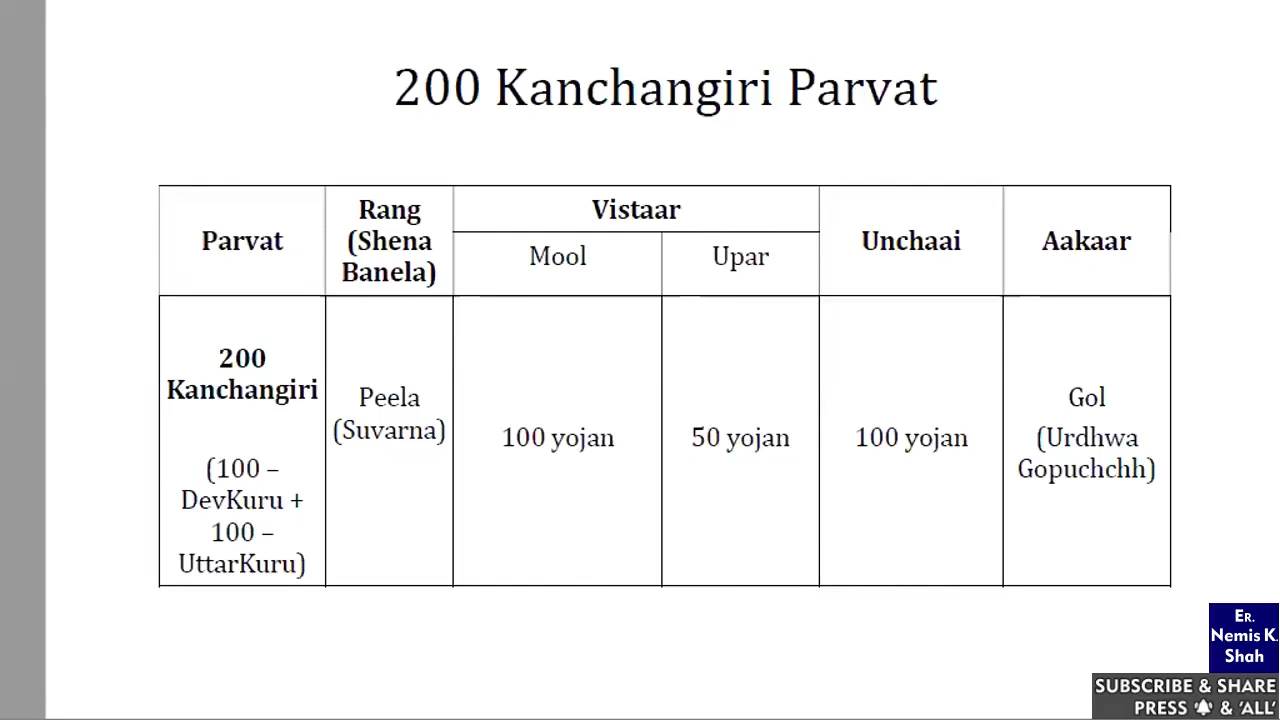 200 Kanchangiri Parvat
Parvat
Rang
(Shena
Banela)
Vistaar
Mool
Upar
Unchaai
Aakaar
200
Kanchangiri
(100 –
DevKuru +
100 –
UttarKuru)
Peela
(Suvarna)
100 yojan
50 yojan
100 yojan
Gol
(Urdhwa
Gopuchchh)
ER.
Nemis K.
Shah
SUBSCRIBE & SHARE
PRESS 🔔 & 'ALL'